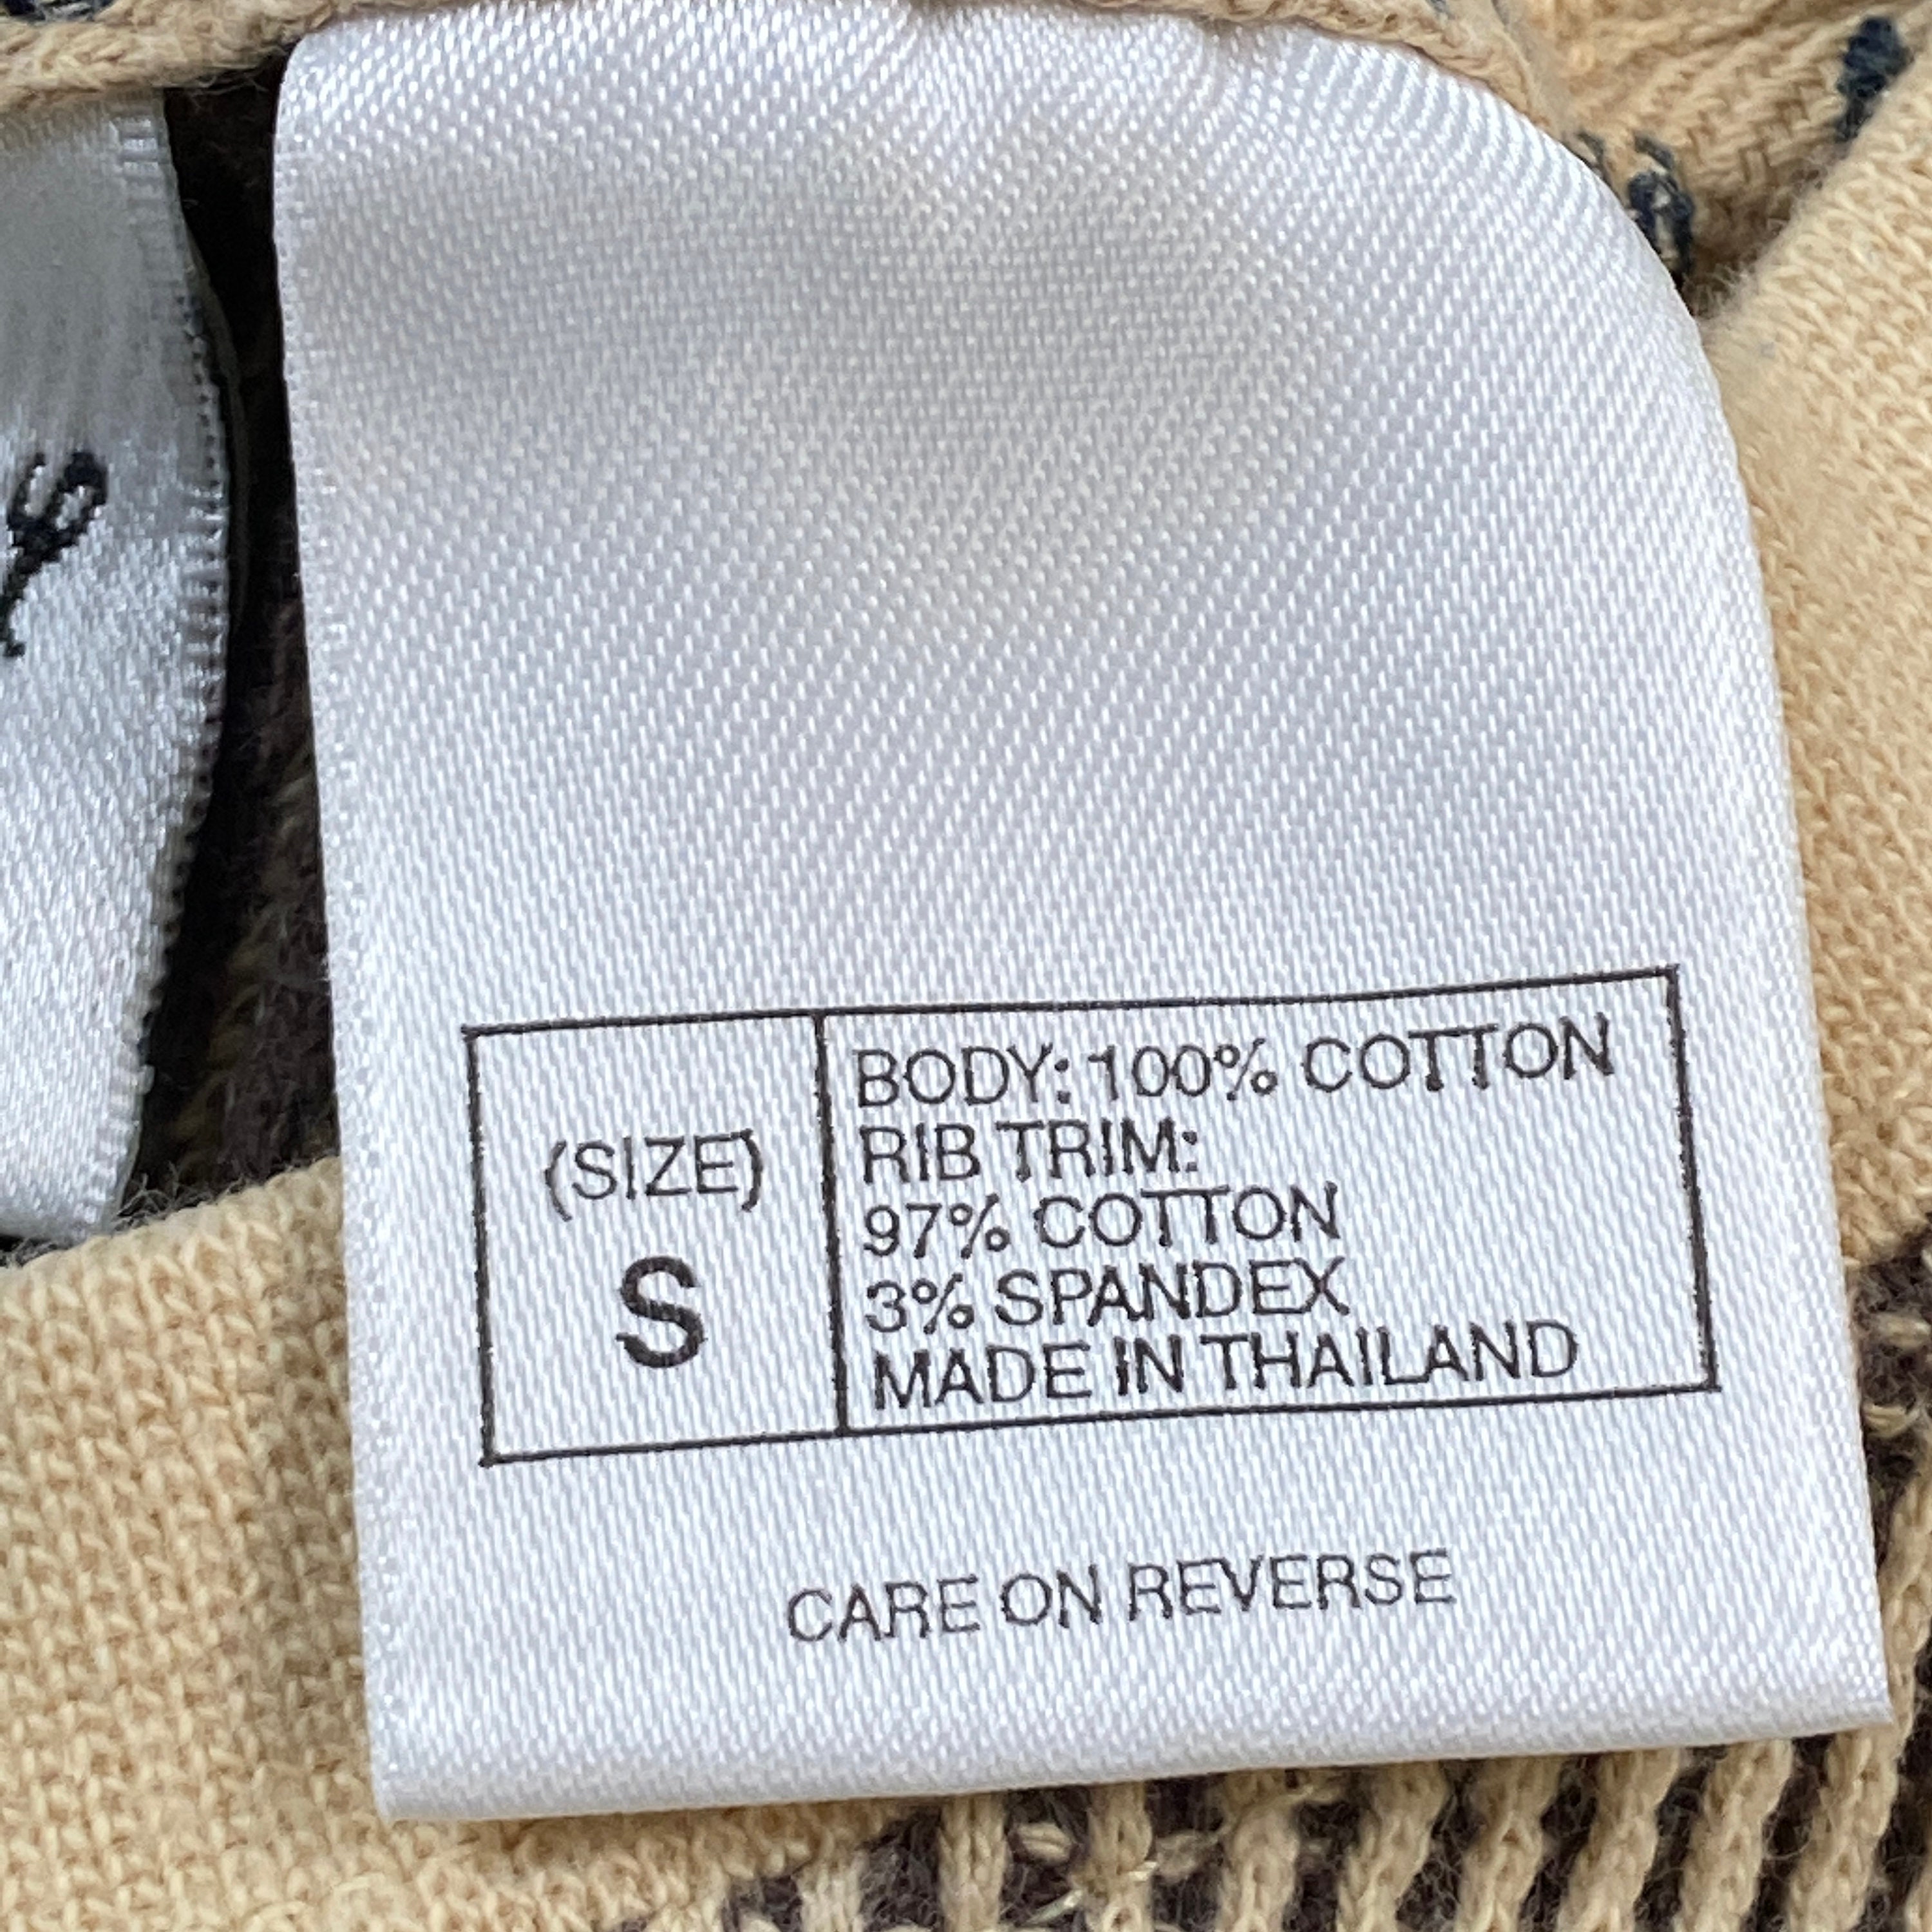 (SIZE)
S
BODY: 100% COTTON
RIB TRIM:
97% COTTON
3% SPANDEX
MADE IN THAILAND
CARE ON REVERSE